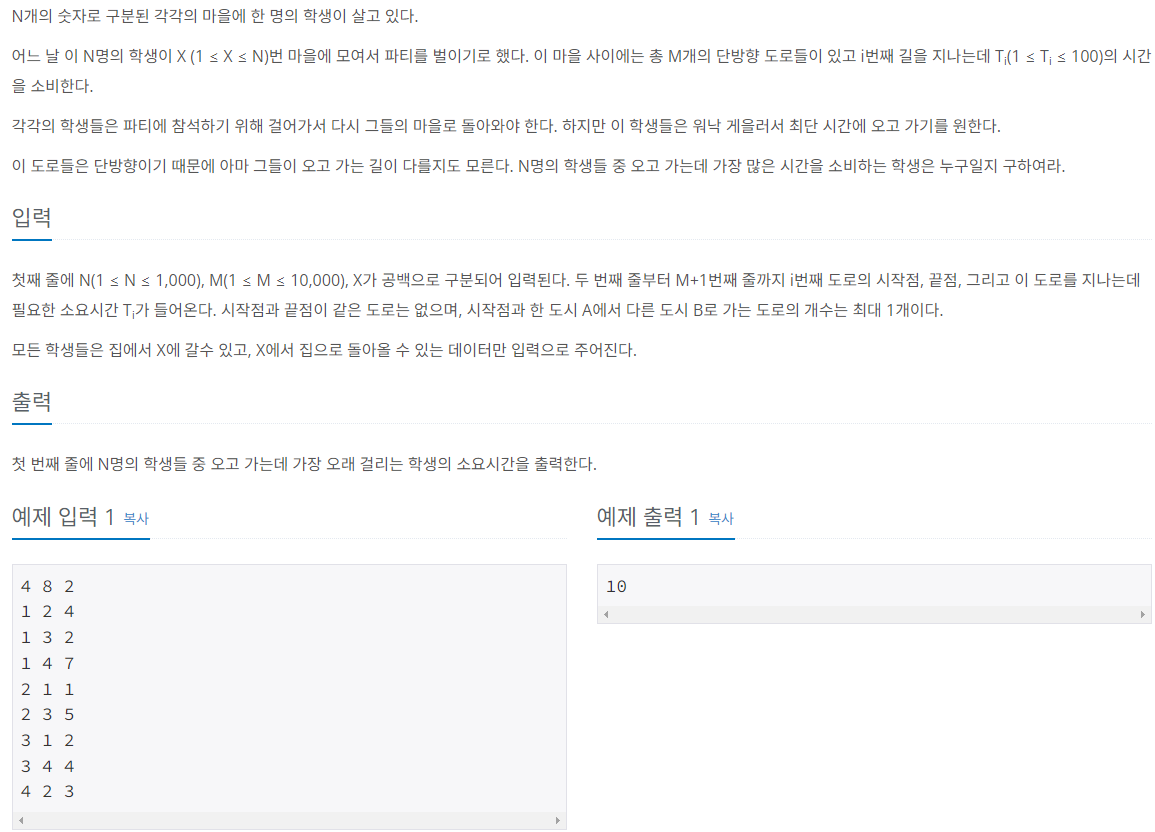 N개의 숫자로 구분된 각각의 마을에 한 명의 학생이 살고 있다.
어느 날 이 N명의 학생이 X (1 ≤ X ≤ N)번 마을에 모여서 파티를 벌이기로 했다. 이 마을 사이에는 총 M개의 단방향 도로들이 있고 i번째 길을 지나는데 Ti(1 ≤ Ti ≤ 100)의 시간
을 소비한다.
각각의 학생들은 파티에 참석하기 위해 걸어가서 다시 그들의 마을로 돌아와야 한다. 하지만 이 학생들은 워낙 게을러서 최단 시간에 오고 가기를 원한다.
이 도로들은 단방향이기 때문에 아마 그들이 오고 가는 길이 다를지도 모른다. N명의 학생들 중 오고 가는데 가장 많은 시간을 소비하는 학생은 누구일지 구하여라.
입력
첫째 줄에 N(1 ≤ N ≤ 1,000), M(1 ≤ M ≤ 10,000), X가 공백으로 구분되어 입력된다. 두 번째 줄부터 M+1번째 줄까지 i번째 도로의 시작점, 끝점, 그리고 이 도로를 지나는데
필요한 소요시간 Ti가 들어온다. 시작점과 끝점이 같은 도로는 없으며, 시작점과 한 도시 A에서 다른 도시 B로 가는 도로의 개수는 최대 1개이다.
모든 학생들은 집에서 X에 갈수 있고, X에서 집으로 돌아올 수 있는 데이터만 입력으로 주어진다.
출력
첫 번째 줄에 N명의 학생들 중 오고 가는데 가장 오래 걸리는 학생의 소요시간을 출력한다.
예제 입력 1 복사
4 8 2
1 2 4
1 3 2
1 4 7
2 1 1
2 3 5
3 1 2
3 4 4
4 2 3
예제 출력 1 복사
10